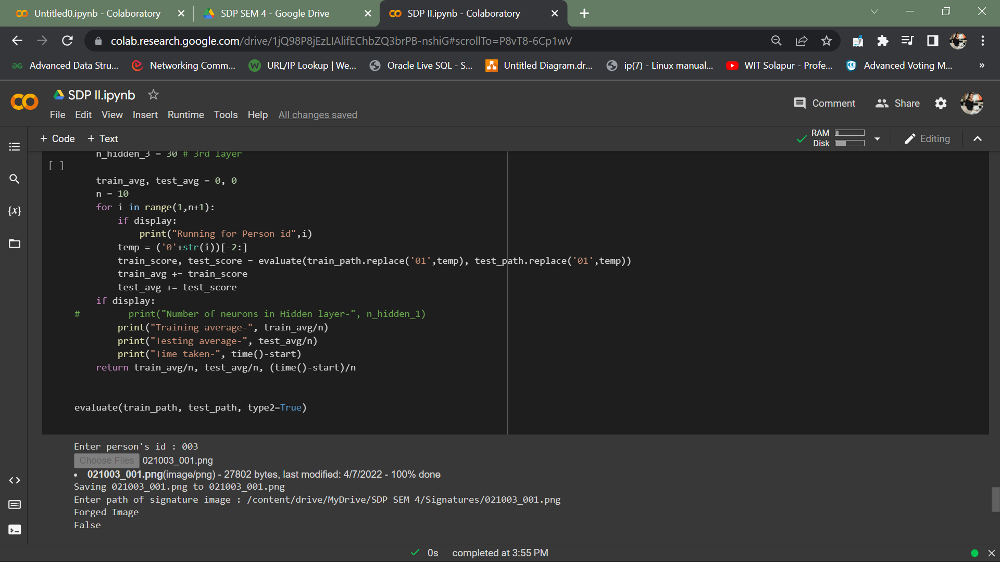 Untitled0.ipynb - Colaboratory
SDP SEM 4 - Google Drive
SDP II.ipynb - Colaboratory
colab.research.google.com/drive/1jQ98P8jEzLIAlifEChbZQ3brPB-nshiG#scrollTo=P8vT8-6Cp1wV
Advanced Data Stru...
Networking Comm...
URL/IP Lookup | We...
Oracle Live SQL - S...
Untitled Diagram.dr...
ip(7) - Linux manual...
WIT Solapur - Profe...
Advanced Voting M...
»
SDP II.ipynb
File Edit View Insert Runtime Tools Help All changes saved
Comment
Share
+ Code + Text
RAM
Disk
Editing
{x}
n_hidden_3 = 30 # 3rd layer
[ ]
train_avg, test_avg = 0, 0
n = 10
for i in range(1,n+1):
if display:
print("Running for Person id",i)
temp = ('0'+str(i))[-2:]
train_score, test_score = evaluate(train_path.replace('01',temp), test_path.replace('01',temp))
train_avg += train_score
test_avg += test_score
if display:
# print("Number of neurons in Hidden layer-", n_hidden_1)
print("Training average-", train_avg/n)
print("Testing average-", test_avg/n)
print("Time taken-", time()-start)
return train_avg/n, test_avg/n, (time()-start)/n
evaluate(train_path, test_path, type2=True)
Enter person's id : 003
Choose Files 021003_001.png
• 021003_001.png(image/png) - 27802 bytes, last modified: 4/7/2022 - 100% done
Saving 021003_001.png to 021003_001.png
Enter path of signature image : /content/drive/MyDrive/SDP SEM 4/Signatures/021003_001.png
Forged Image
False
0s completed at 3:55 PM